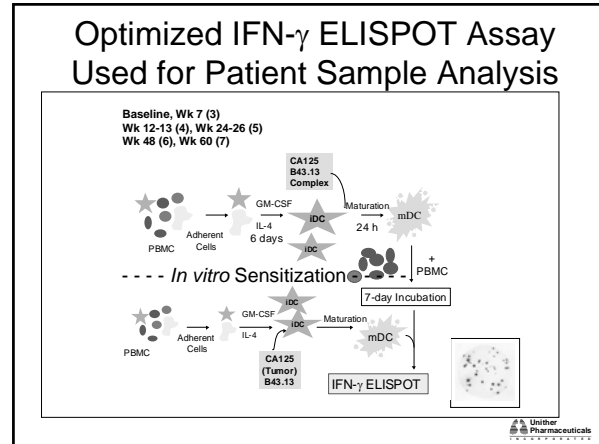 Optimized IFN-γ ELISPOT Assay
Used for Patient Sample Analysis
Baseline, Wk 7 (3)
Wk 12-13 (4), Wk 24-26 (5)
Wk 48 (6), Wk 60 (7)
CA125
B43.13
Complex
PBMC
Adherent
Cells
GM-CSF
IL-4
6 days
iDC
iDC
Maturation
24 h
mDC
+
PBMC
In vitro Sensitization
7-day Incubation
PBMC
Adherent
Cells
GM-CSF
IL-4
iDC
iDC
Maturation
mDC
CA125
(Tumor)
B43.13
IFN-γ ELISPOT
Unither
Pharmaceuticals
INCORPORATED